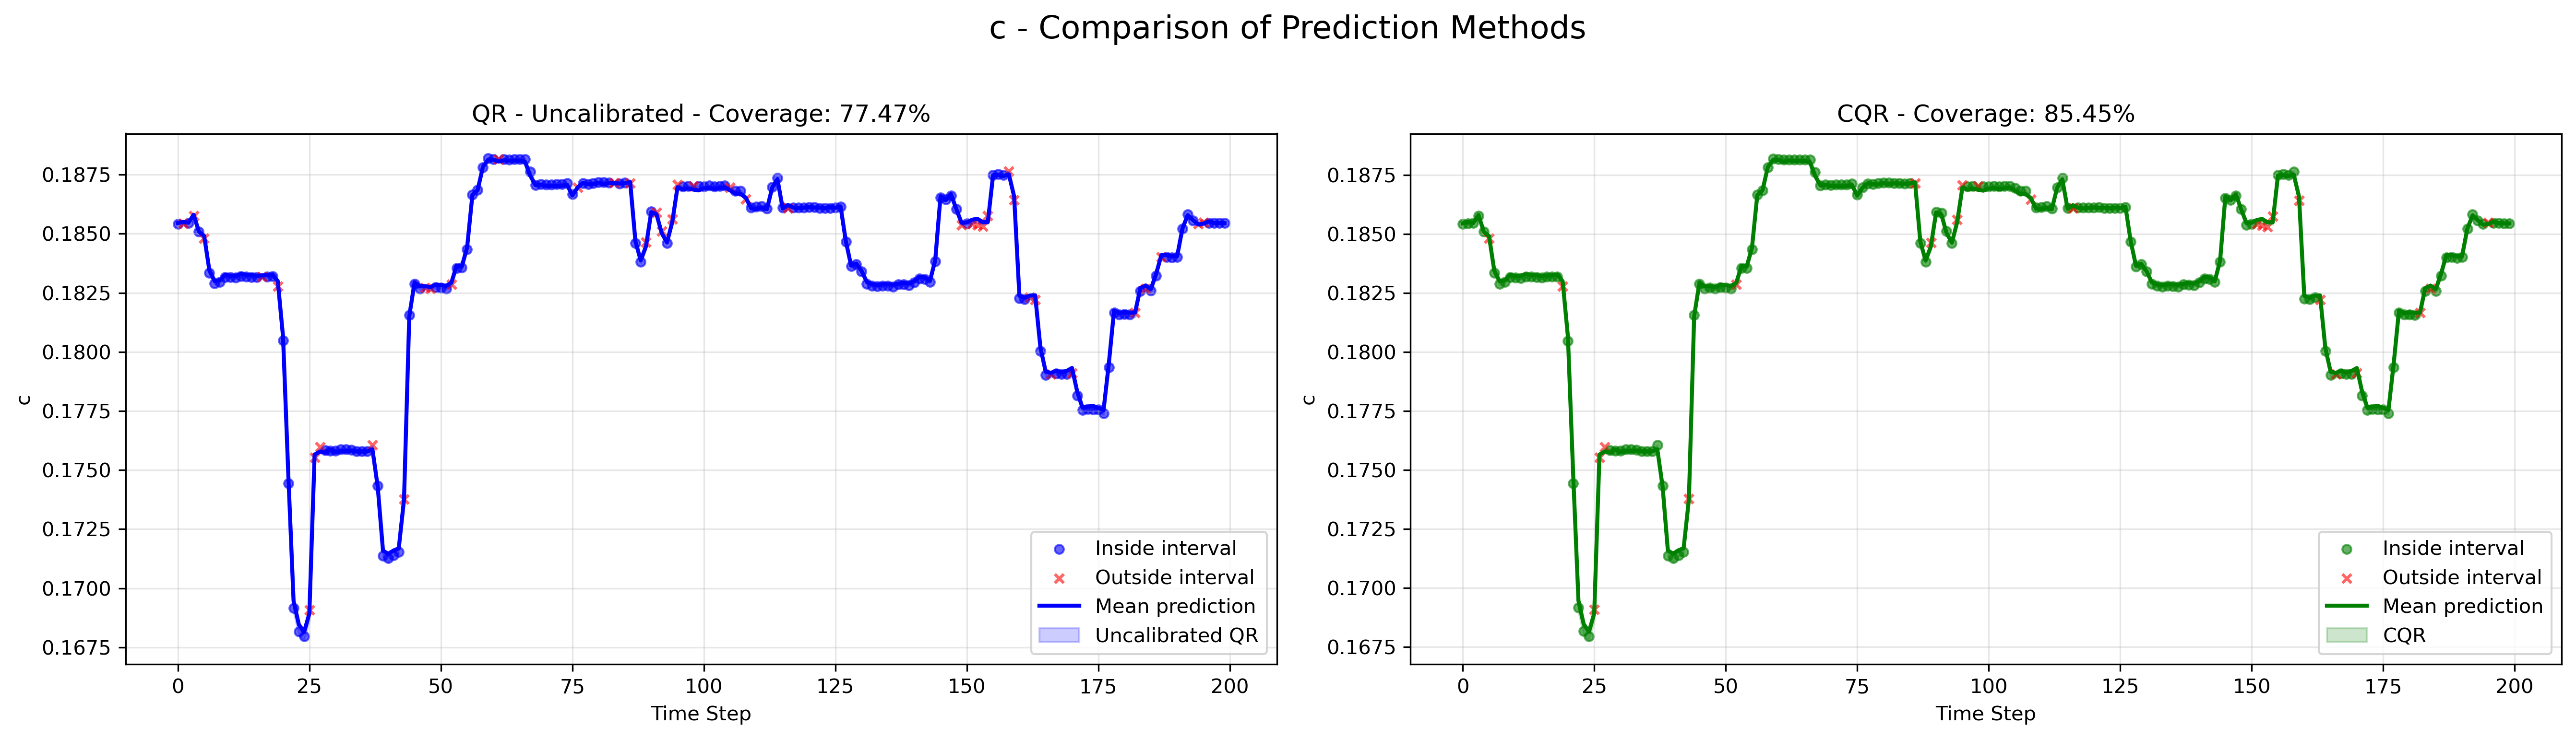 c - Comparison of Prediction Methods
QR - Uncalibrated - Coverage: 77.47%
c
0.1875
0.1850
0.1825
0.1800
0.1775
0.1750
0.1725
0.1700
0.1675
0 25 50 75 100 125 150 175 200
Time Step
Inside interval
Outside interval
Mean prediction
Uncalibrated QR
CQR - Coverage: 85.45%
c
0.1875
0.1850
0.1825
0.1800
0.1775
0.1750
0.1725
0.1700
0.1675
0 25 50 75 100 125 150 175 200
Time Step
Inside interval
Outside interval
Mean prediction
CQR